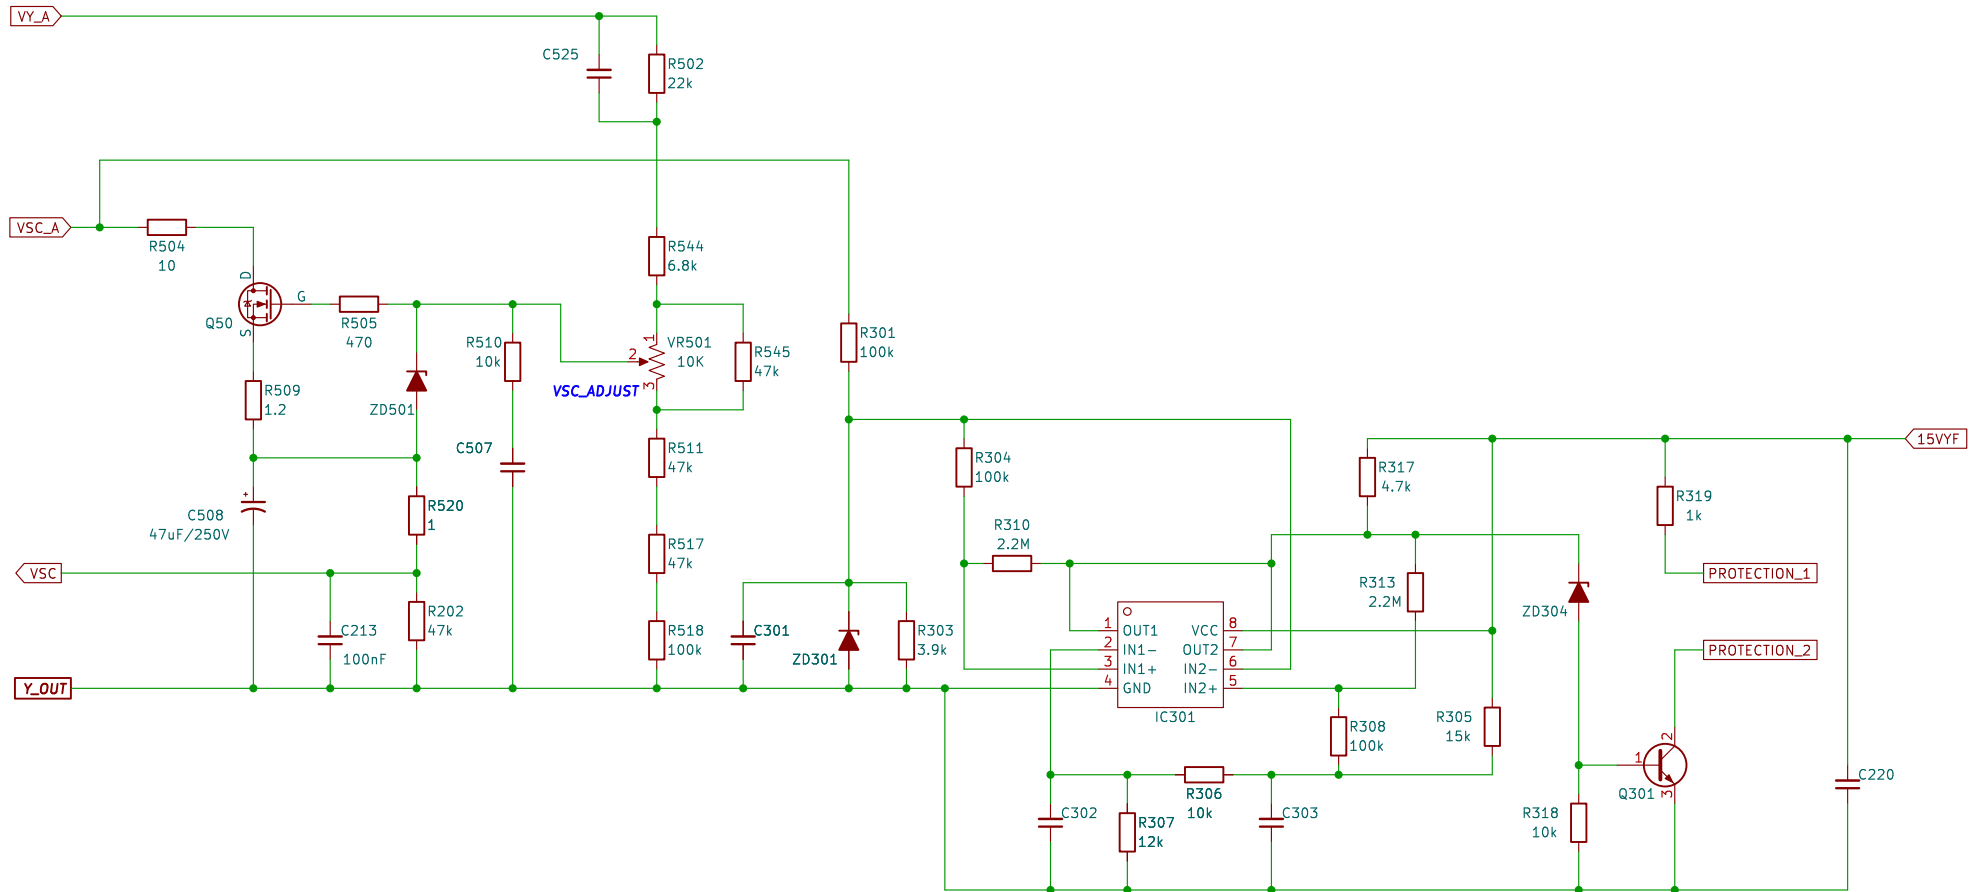 VY_A
C525
R502
22k
VSC_A
R504
10
D
G
S
Q50
R505
470
R544
6.8k
R510
10k
VR501
10K
1
2
3
R545
47k
R301
100k
VSC_ADJUST
R509
1.2
ZD501
C507
R511
47k
R304
100k
15VYF
R317
4.7k
R319
1k
+
C508
47uF/250V
R520
1
R517
47k
R310
2.2M
VSC
PROTECTION_1
R313
2.2M
ZD304
C213
100nF
R202
47k
R518
100k
C301
ZD301
R303
3.9k
1 OUT1 VCC 8
2 IN1- OUT2 7
3 IN1+ IN2- 6
4 GND IN2+ 5
IC301
PROTECTION_2
Y_OUT
R308
100k
R305
15k
2
1
3
Q301
C220
R306
10k
C302
R307
12k
C303
R318
10k